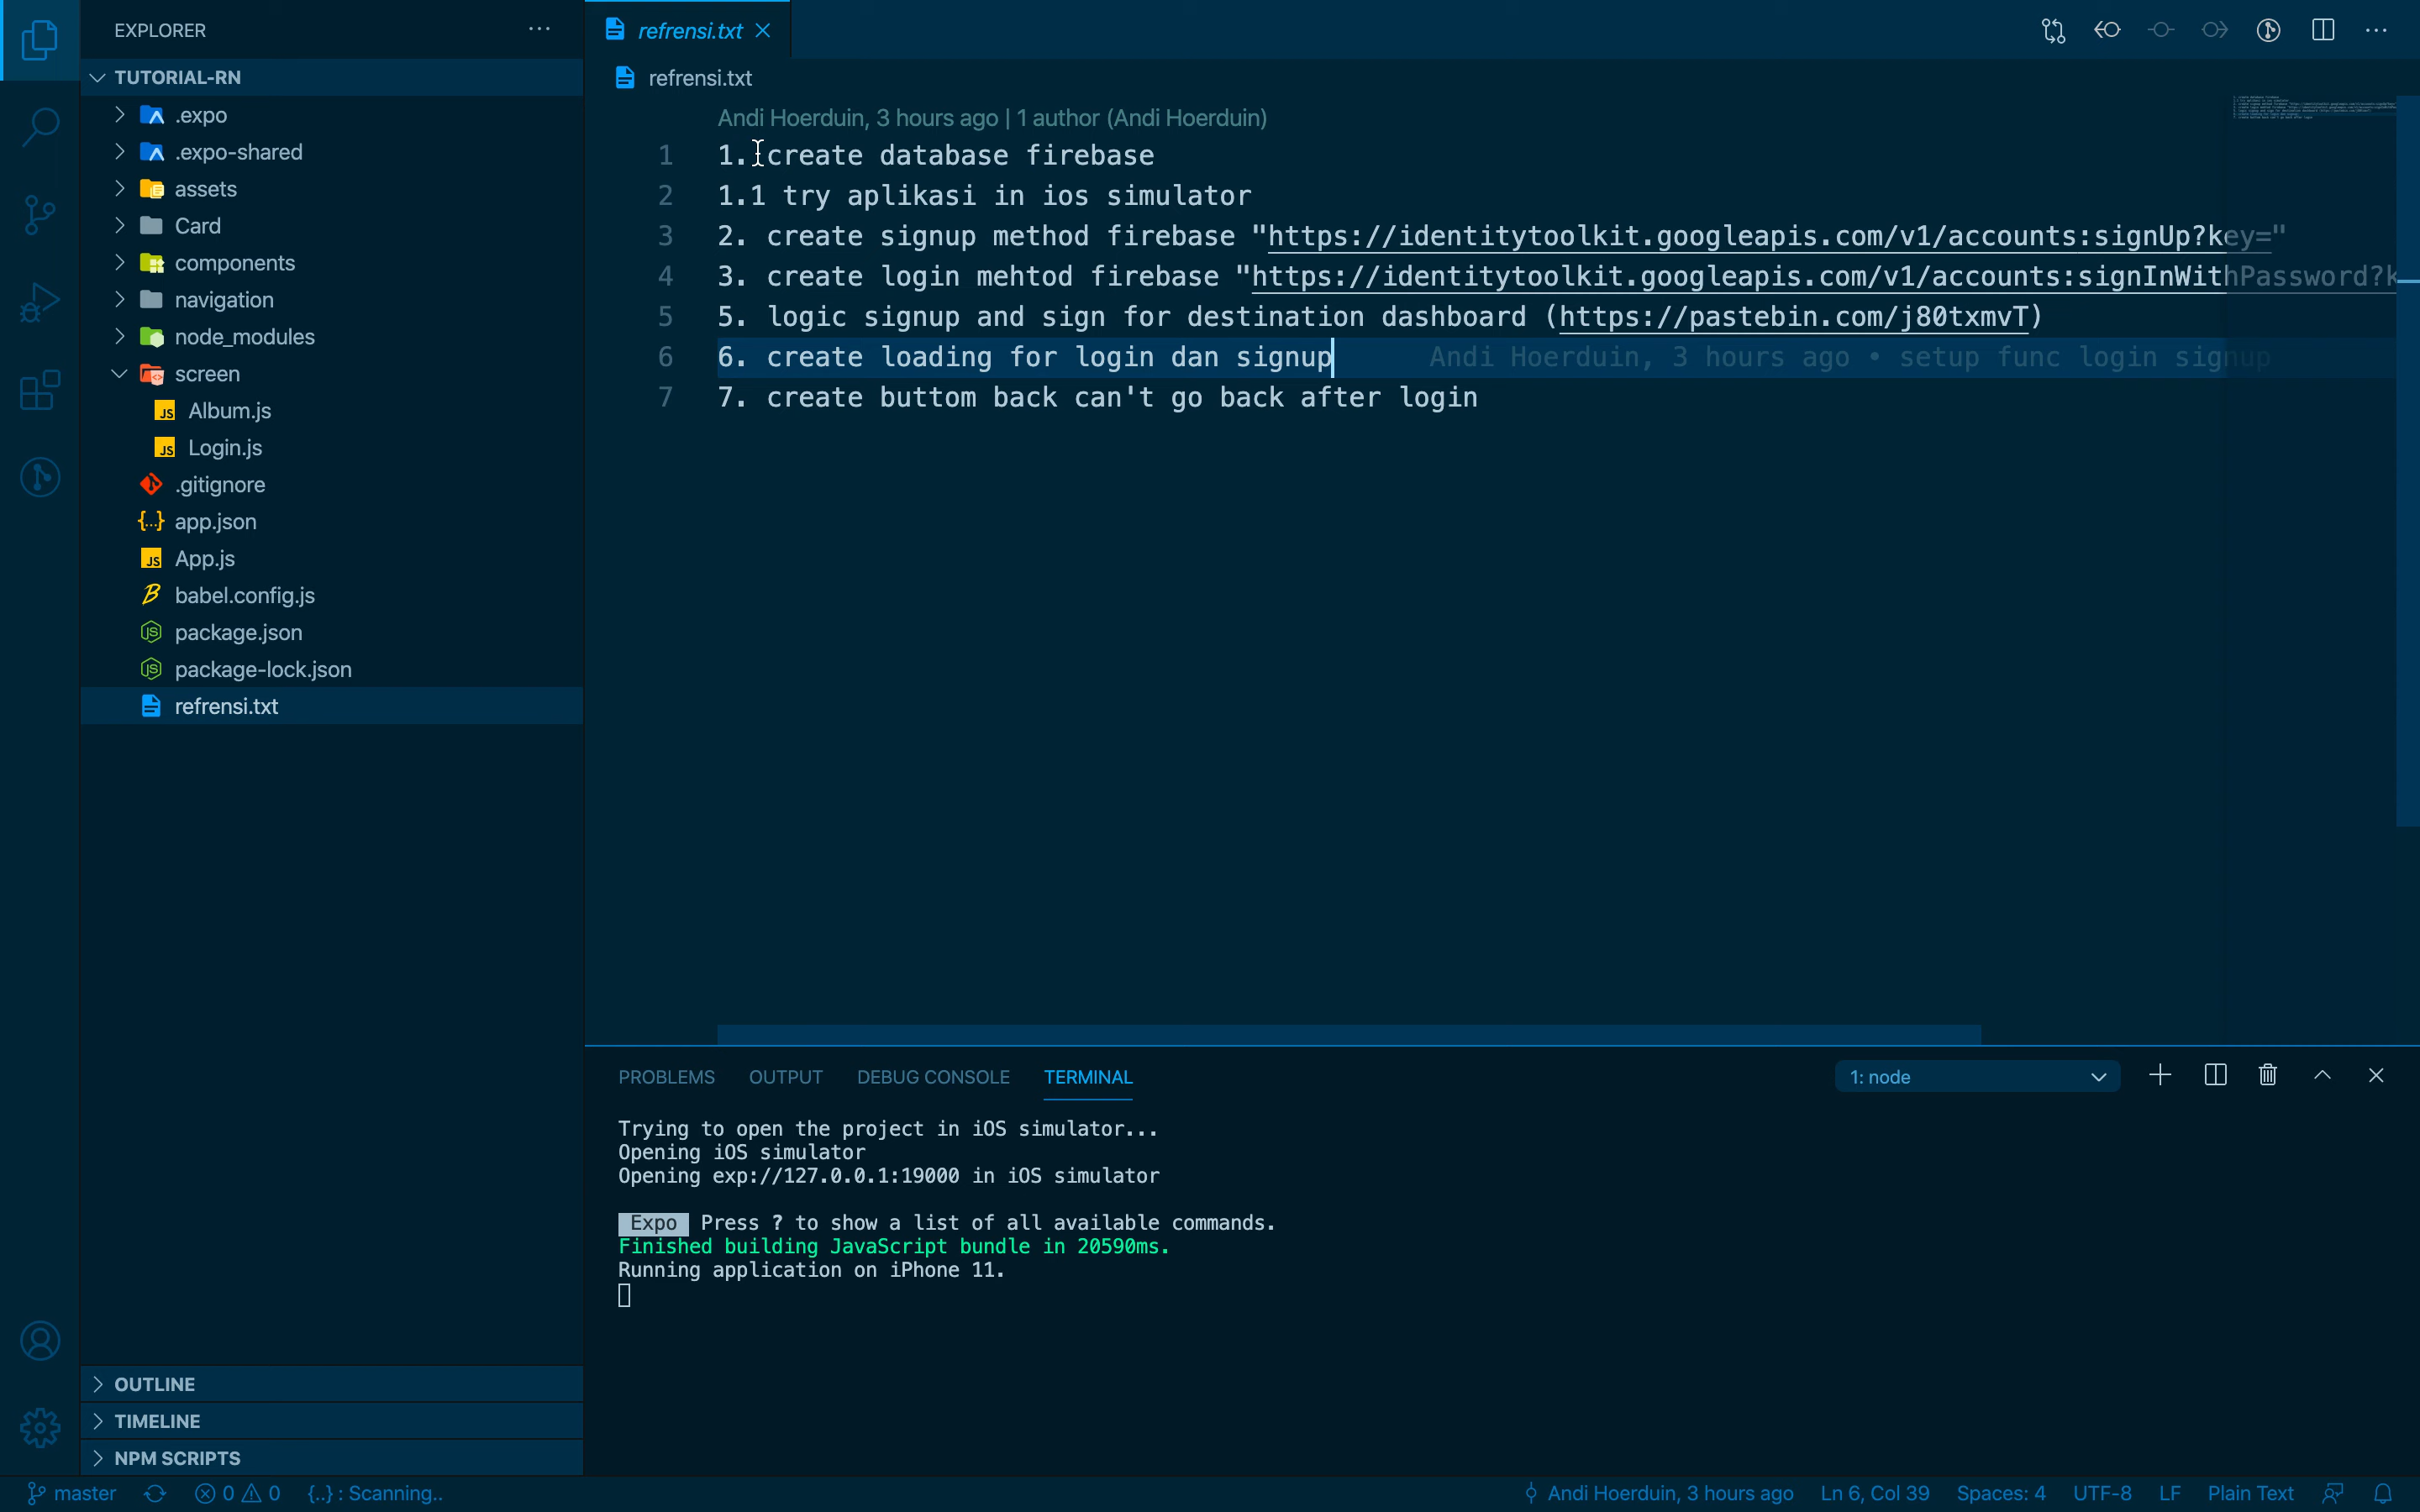 EXPLORER
TUTORIAL-RN
.expo
.expo-shared
assets
Card
components
navigation
node_modules
screen
JS Album.js
JS Login.js
.gitignore
{...} app.json
JS App.js
babel.config.js
package.json
package-lock.json
refrensi.txt
OUTLINE
TIMELINE
NPM SCRIPTS
refrensi.txt
refrensi.txt
Andi Hoerduin, 3 hours ago | 1 author (Andi Hoerduin)
1 1. create database firebase
2 1.1 try aplikasi in ios simulator
3 2. create signup method firebase "https://identitytoolkit.googleapis.com/v1/accounts:signUp?key="
4 3. create login mehtod firebase "https://identitytoolkit.googleapis.com/v1/accounts:signInWithPassword?k
5 5. logic signup and sign for destination dashboard (https://pastebin.com/j80txmvT)
6 6. create loading for login dan signup Andi Hoerduin, 3 hours ago • setup func login signup
7 7. create buttom back can't go back after login
PROBLEMS OUTPUT DEBUG CONSOLE TERMINAL 1: node
Trying to open the project in iOS simulator...
Opening iOS simulator
Opening exp://127.0.0.1:19000 in iOS simulator
Expo Press ? to show a list of all available commands.
Finished building JavaScript bundle in 20590ms.
Running application on iPhone 11.
master 0 0 {..} : Scanning.. Andi Hoerduin, 3 hours ago Ln 6, Col 39 Spaces: 4 UTF-8 LF Plain Text